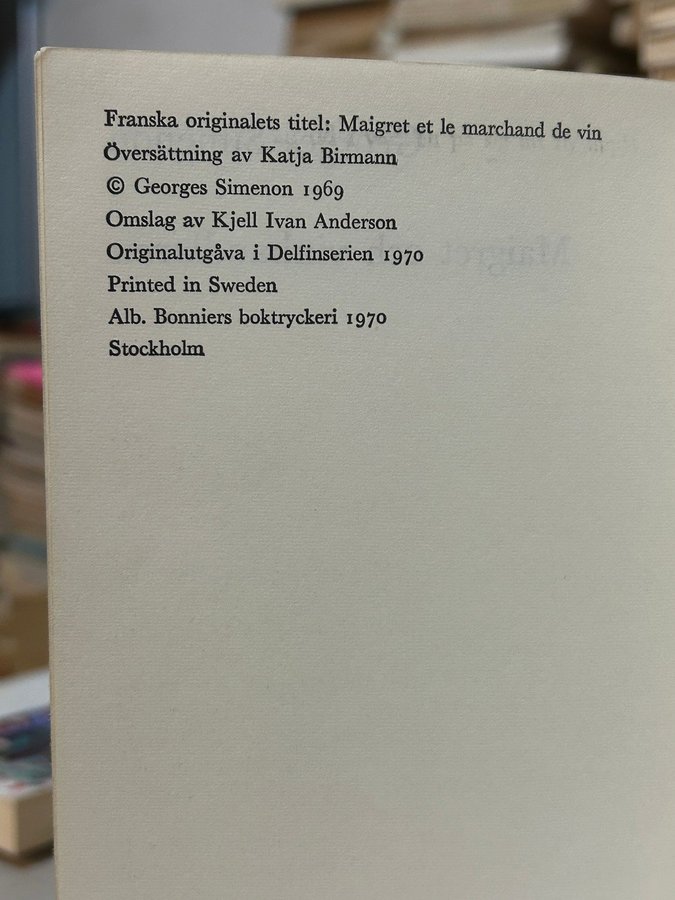 Franska originalets titel: Maigret et le marchand de vin
Översättning av Katja Birmann
© Georges Simenon 1969
Omslag av Kjell Ivan Anderson
Originalutgåva i Delfinserien 1970
Printed in Sweden
Alb. Bonniers boktryckeri 1970
Stockholm